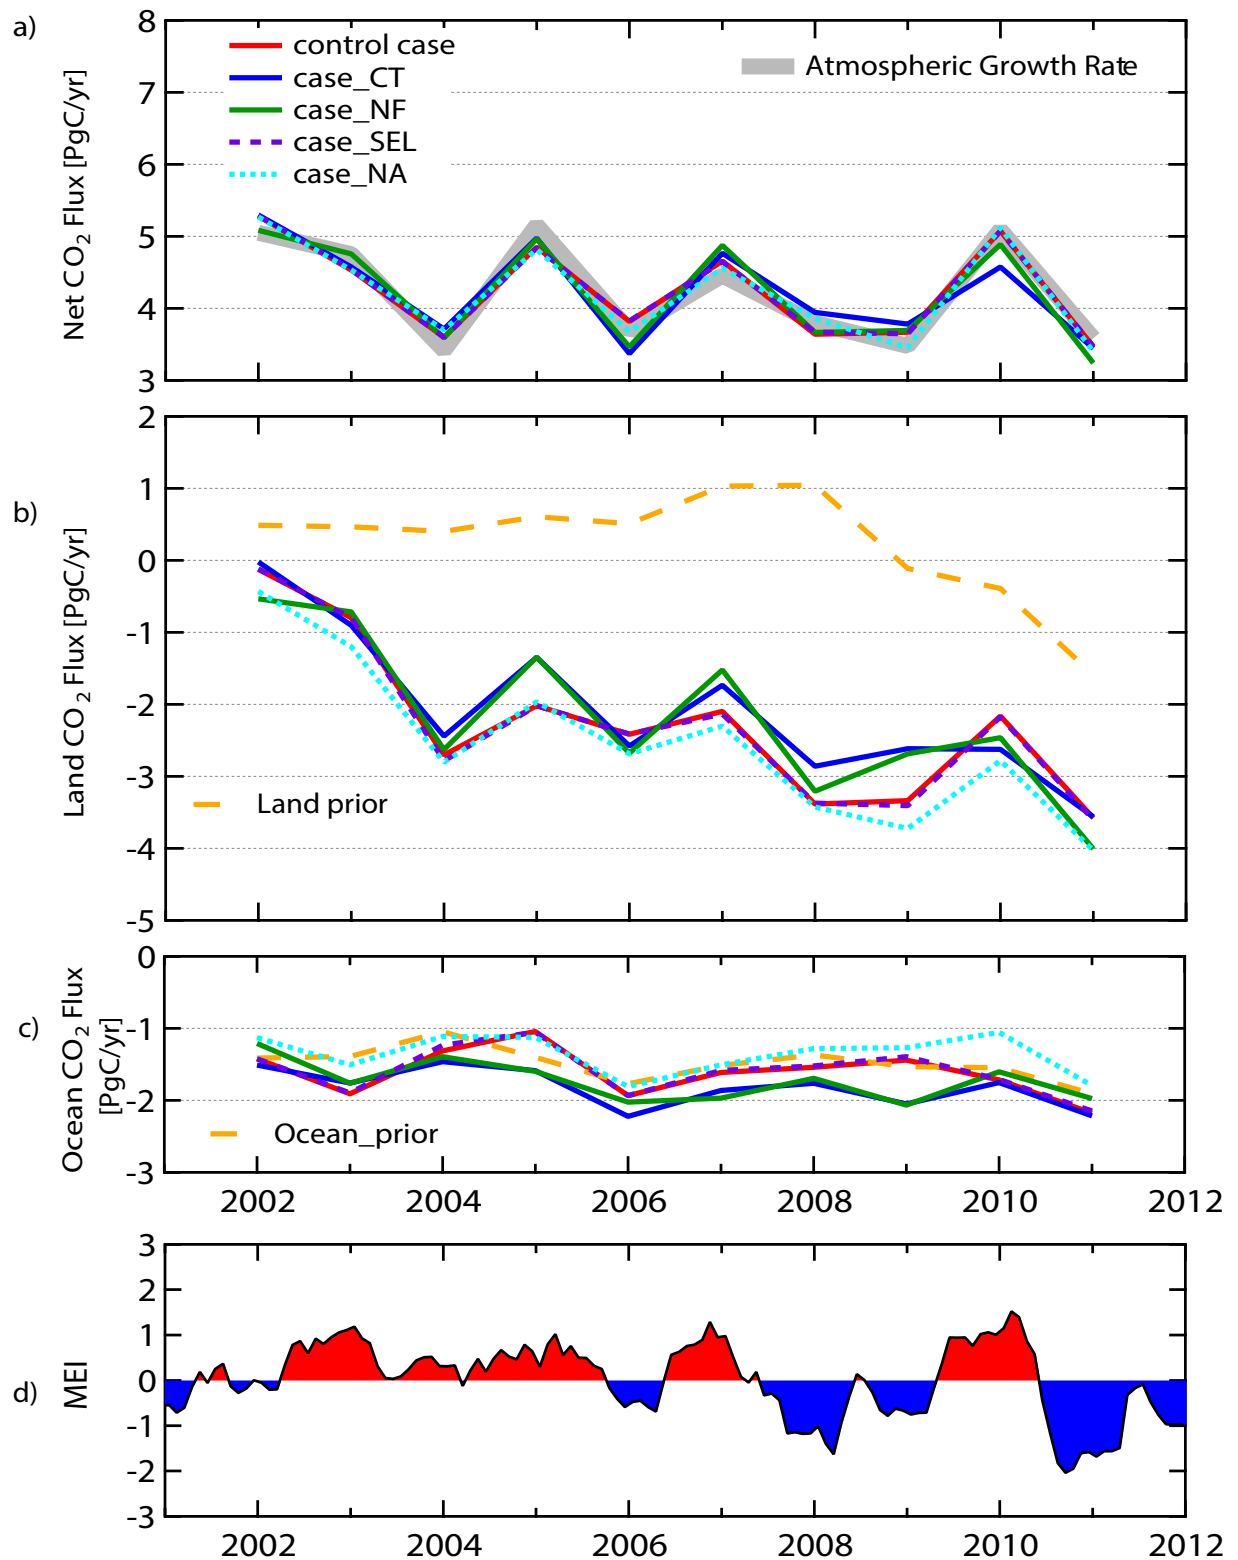 a)
Net CO2 Flux [PgC/yr]
8
7
6
5
4
3
control case
case_CT
case_NF
case_SEL
case_NA
Atmospheric Growth Rate
b)
Land CO2 Flux [PgC/yr]
2
1
0
-1
-2
-3
-4
-5
Land prior
c)
Ocean CO2 Flux
[PgC/yr]
0
-1
-2
-3
Ocean_prior
2002 2004 2006 2008 2010 2012
d)
MEI
3
2
1
0
-1
-2
-3
2002 2004 2006 2008 2010 2012